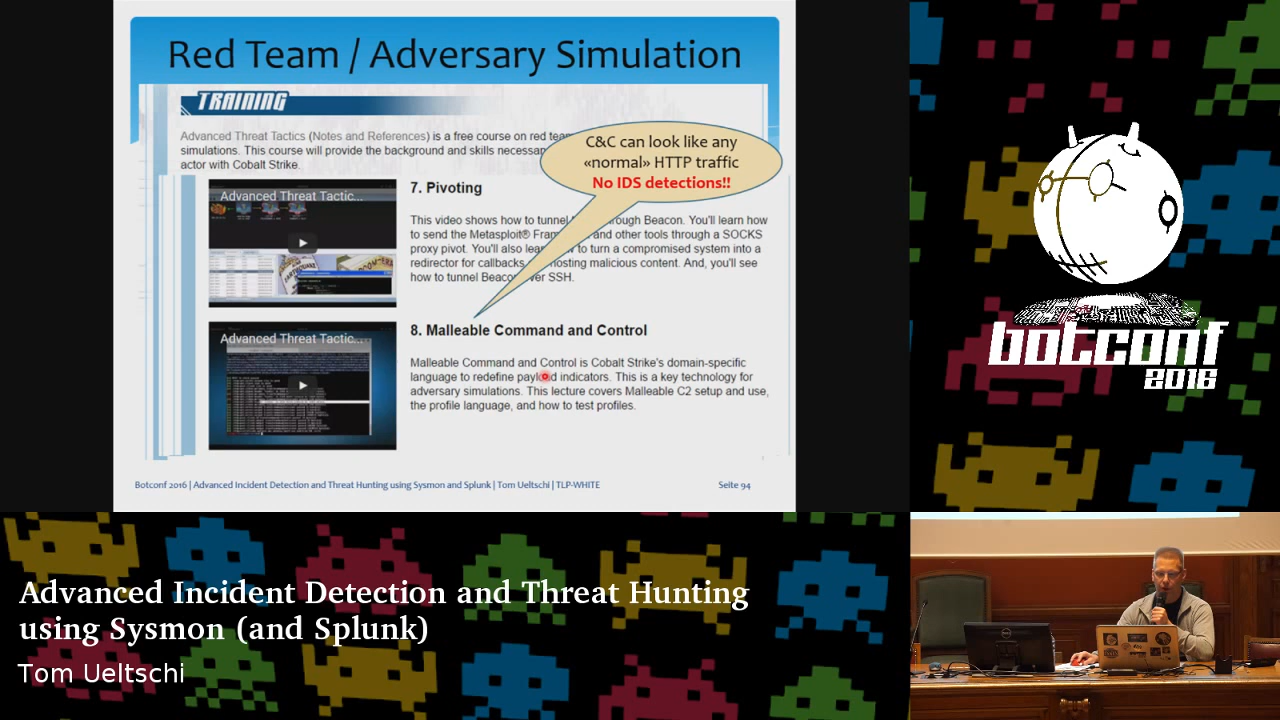 Red Team / Adversary Simulation
TRAINING
Advanced Threat Tactics (Notes and References) is a free course on red team
simulations. This course will provide the background and skills necessary
actor with Cobalt Strike.
C&C can look like any
«normal» HTTP traffic
No IDS detections!!
Advanced Threat Tactic...
7. Pivoting
This video shows how to tunnel through Beacon. You'll learn how
to send the Metasploit® and other tools through a SOCKS
proxy pivot. You'll also learn to turn a compromised system into a
redirector for callbacks hosting malicious content. And, you'll see
how to tunnel Beacon over SSH.
Advanced Threat Tactic...
8. Malleable Command and Control
Malleable Command and Control is Cobalt Strike's domain-specific
language to redefine payload indicators. This is a key technology for
adversary simulations. This lecture covers Malleable C2 setup and use,
the profile language, and how to test profiles.
Botconf 2016 | Advanced Incident Detection and Threat Hunting using Sysmon and Splunk | Tom Ueltschi | TLP-WHITE
Seite 94
botconf
2016
Advanced Incident Detection and Threat Hunting
using Sysmon (and Splunk)
Tom Ueltschi